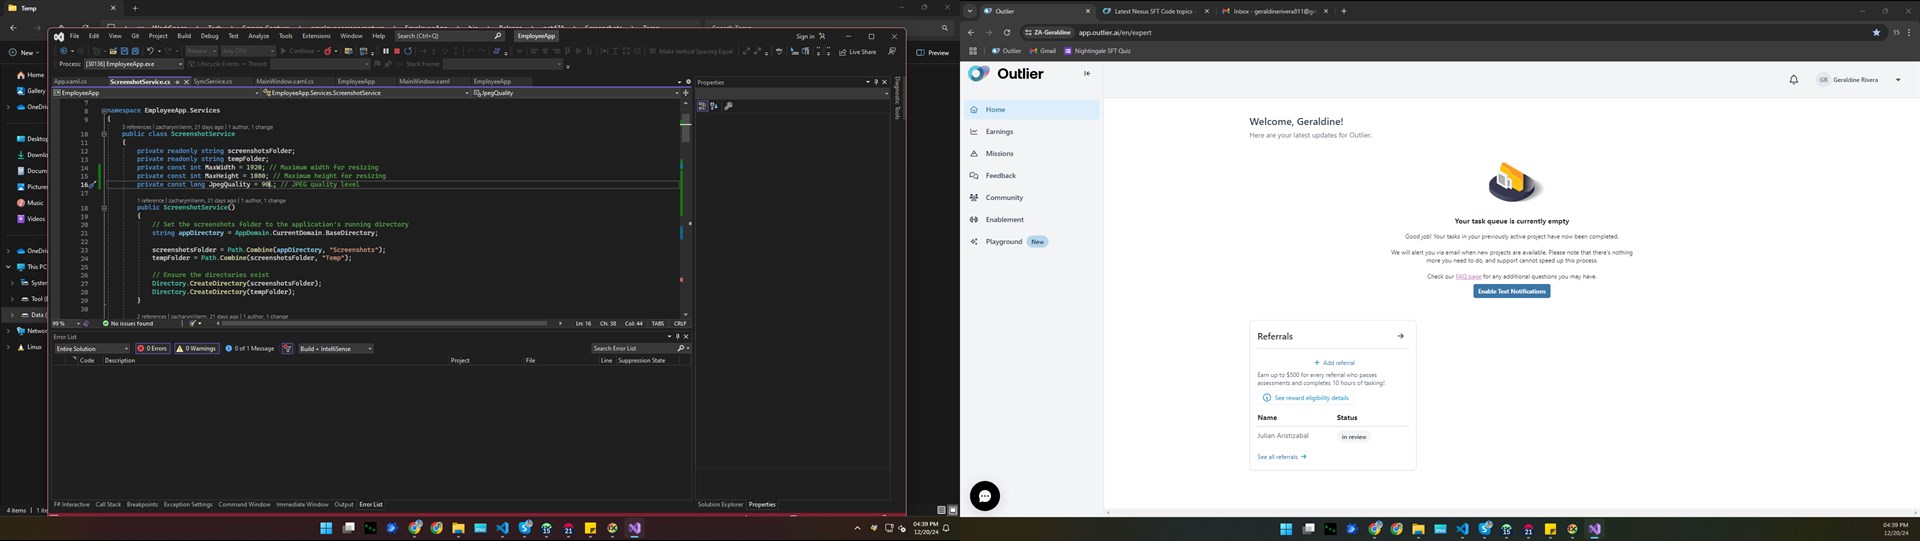 Temp
New
Home
Gallery
OneDriv
Desktop
Downlo
Docum
Pictures
Music
Videos
OneDriv
This PC
System
Tool (
Data (
Networ
Linux
4 items
Preview
File Edit View Git Project Build Debug Test Analyze Tools Extensions Window Help Search (Ctrl+Q) EmployeeApp Sign in
Release Any CPU Continue Make Vertical Spacing Equal Live Share
Process: [30136] EmployeeApp.exe Lifecycle Events Thread: Stack Frame:
App.xaml.cs ScreenshotService.cs SyncService.cs MainWindow.xaml.cs EmployeeApp MainWindow.xaml EmployeeApp
EmployeeApp EmployeeApp.Services.ScreenshotService JpegQuality
7
8 namespace EmployeeApp.Services
9 {
3 references | zacharymilierm, 21 days ago | 1 author, 1 change
10 public class ScreenshotService
11 {
12 private readonly string screenshotsFolder;
13 private readonly string tempFolder;
14 private const int MaxWidth = 1920; // Maximum width for resizing
15 private const int MaxHeight = 1080; // Maximum height for resizing
16 private const long JpegQuality = 90L; // JPEG quality level
17
1 reference | zacharymilierm, 21 days ago | 1 author, 1 change
18 public ScreenshotService()
19 {
20 // Set the screenshots folder to the application's running directory
21 string appDirectory = AppDomain.CurrentDomain.BaseDirectory;
22
23 screenshotsFolder = Path.Combine(appDirectory, "Screenshots");
24 tempFolder = Path.Combine(screenshotsFolder, "Temp");
25
26 // Ensure the directories exist
27 Directory.CreateDirectory(screenshotsFolder);
28 Directory.CreateDirectory(tempFolder);
29 }
30
2 references | zacharymilierm, 21 days ago | 1 author, 1 change
99 % No issues found Ln: 16 Ch: 38 Col: 44 TABS CRLF
Error List
Entire Solution 0 Errors 0 Warnings 0 of 1 Message Build + IntelliSense Search Error List
Code Description Project File Line Suppression State
F# Interactive Call Stack Breakpoints Exception Settings Command Window Immediate Window Output Error List
Properties
Solution Explorer Properties
Diagnostic Tools
04:39 PM
12/20/24
Outlier
Latest Nexus SFT Code topics
Inbox - geraldinerivera811@g
ZA-Geraldine app.outlier.ai/en/expert
15
Outlier Gmail Nightingale SFT Quiz
Outlier
GR Geraldine Rivera
Home
Earnings
Missions
Feedback
Community
Enablement
Playground New
Welcome, Geraldine!
Here are your latest updates for Outlier.
Your task queue is currently empty
Good job! Your tasks in your previously active project have now been completed.
We will alert you via email when new projects are available. Please note that there's nothing
more you need to do, and support cannot speed up this process.
Check our FAQ page for any additional questions you may have.
Enable Text Notifications
Referrals
+ Add referral
Earn up to $500 for every referral who passes
assessments and completes 10 hours of tasking!
See reward eligibility details
Name Status
Julian Aristizabal in review
See all referrals
04:39 PM
12/20/24